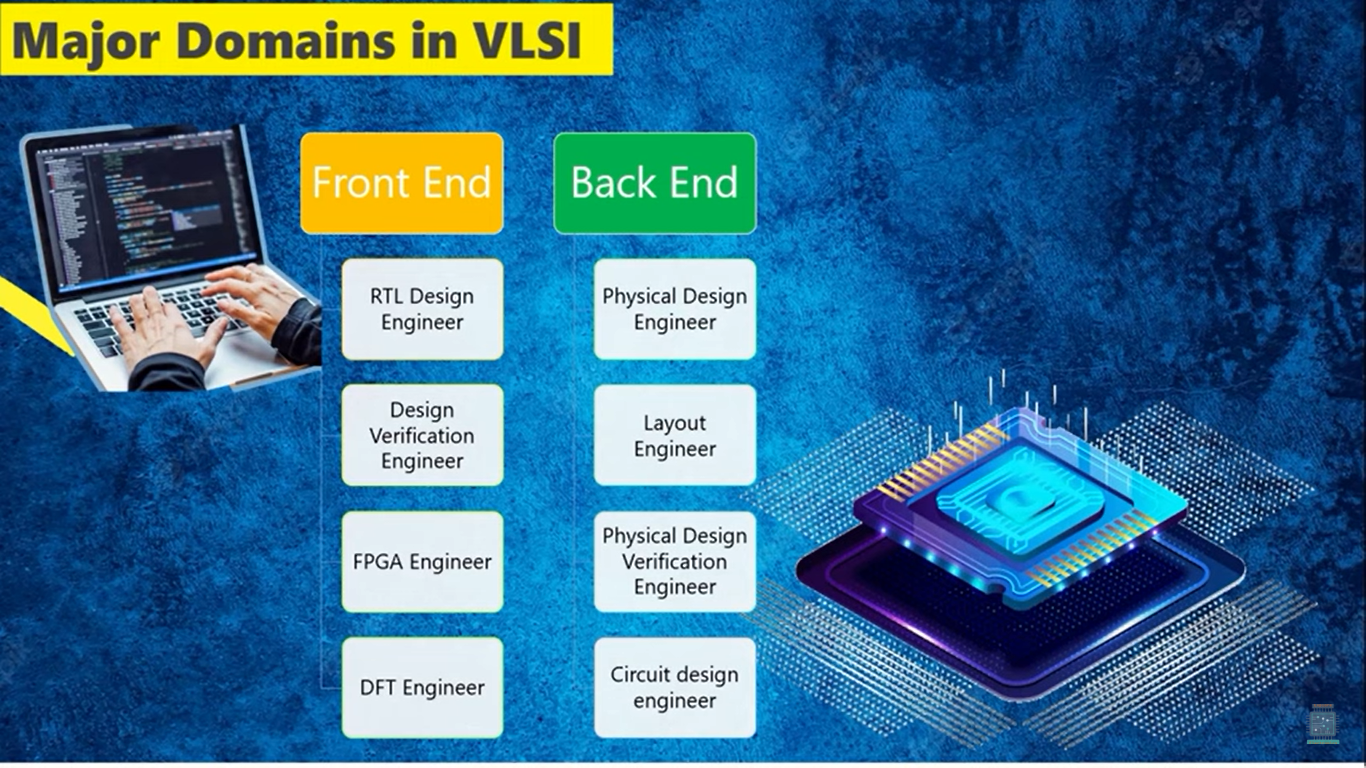 Major Domains in VLSI
Front End
Back End
RTL Design
Engineer
Design
Verification
Engineer
FPGA Engineer
DFT Engineer
Physical Design
Engineer
Layout
Engineer
Physical Design
Verification
Engineer
Circuit design
engineer